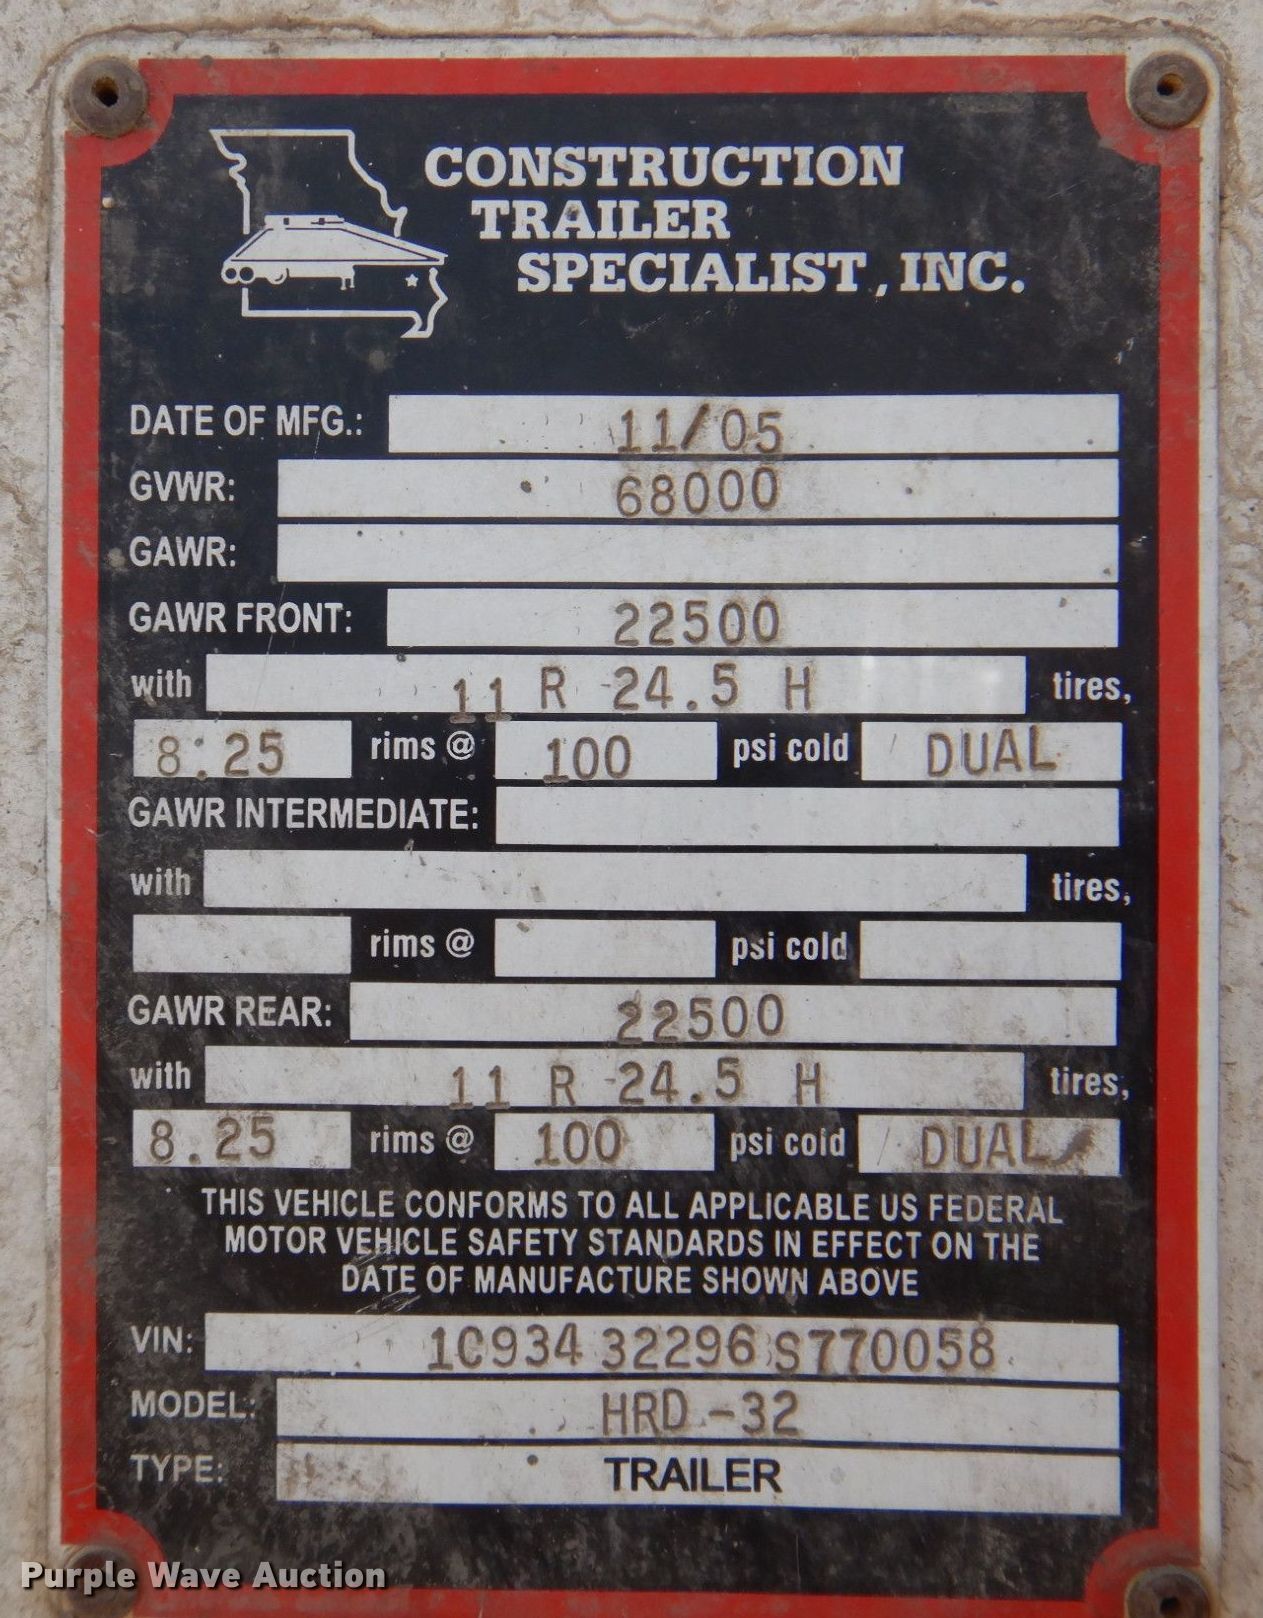 CONSTRUCTION
TRAILER
SPECIALIST, INC.
DATE OF MFG.: 11/05
GVWR: 68000
GAWR:
GAWR FRONT: 22500
with 11 R 24.5 H tires,
8.25 rims @ 100 psi cold DUAL
GAWR INTERMEDIATE:
with tires,
rims @ psi cold
GAWR REAR: 22500
with 11 R 24.5 H tires,
8.25 rims @ 100 psi cold DUAL
THIS VEHICLE CONFORMS TO ALL APPLICABLE US FEDERAL
MOTOR VEHICLE SAFETY STANDARDS IN EFFECT ON THE
DATE OF MANUFACTURE SHOWN ABOVE
VIN: 1C93432296S770058
MODEL: HRD-32
TYPE: TRAILER
Purple Wave Auction